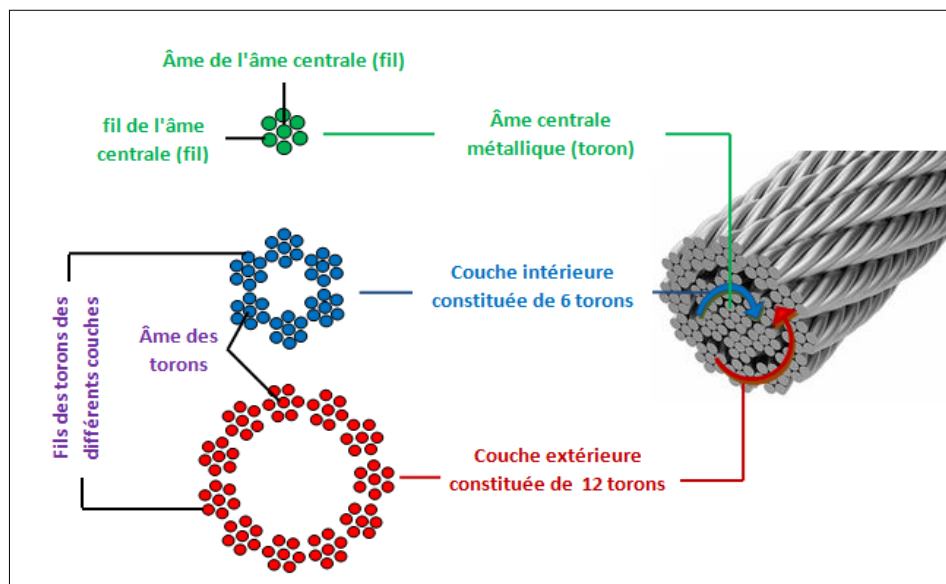 Âme de l'âme centrale (fil)
fil de l'âme
centrale (fil)
Âme centrale
métallique (toron)
Couche intérieure
constituée de 6 torons
Âme des
torons
Fils des torons des
différents couches
Couche extérieure
constituée de 12 torons